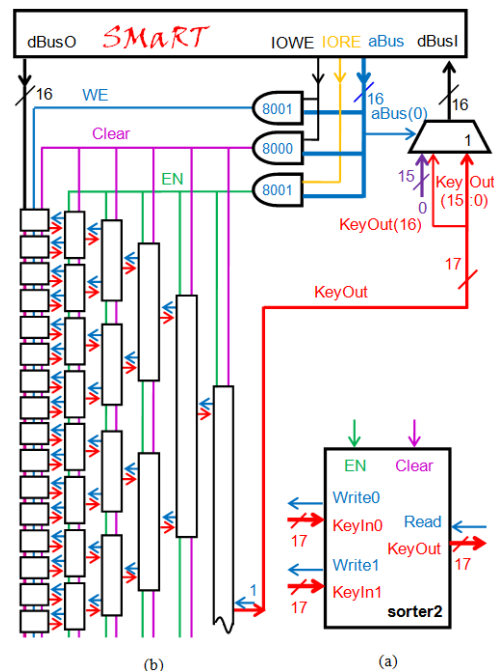 dBusO SMaRT IOWE IORE aBus dBusI
16 WE 8001 16 aBus(0) 16
Clear 8000 1
EN 8001 15 0 KeyOut
(15:0)
KeyOut(16)
17
KeyOut
EN Clear
Write0
KeyIn0 Read
17 KeyOut
Write1 17
KeyIn1
17 sorter2
1
(b) (a)